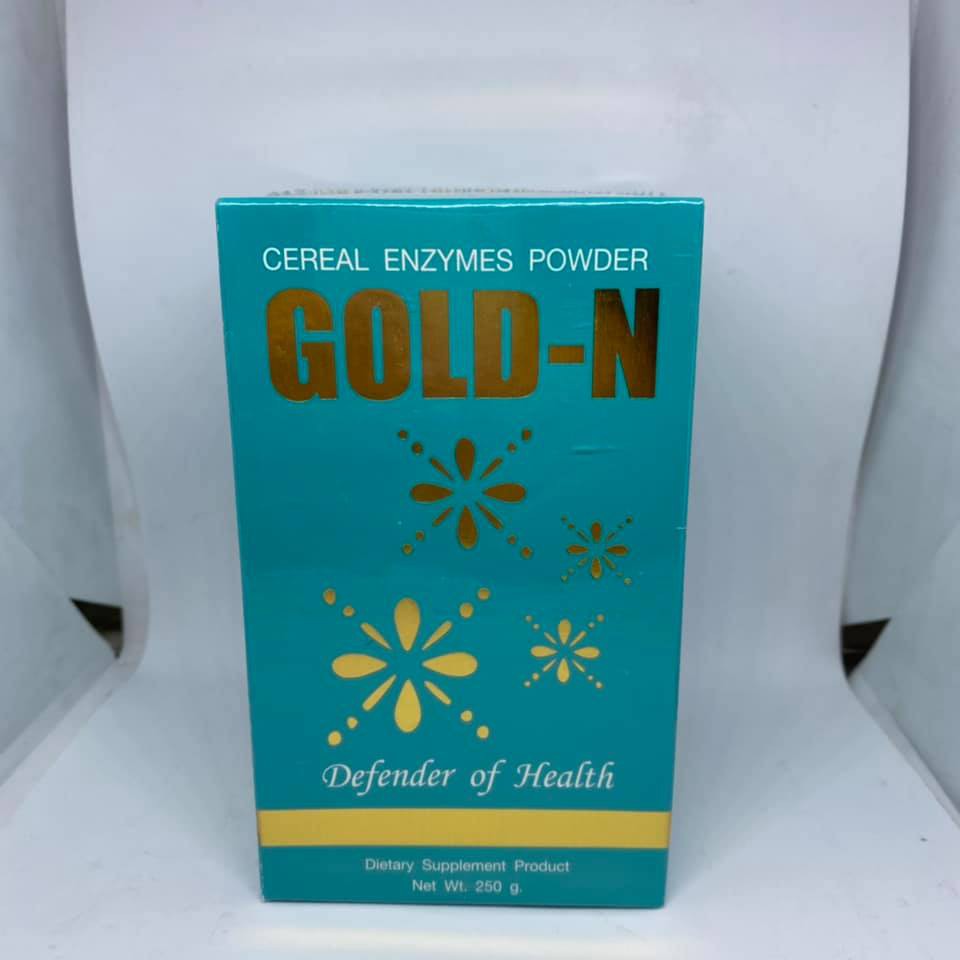 CEREAL ENZYMES POWDER
GOLD-N
Defender of Health
Dietary Supplement Product
Net Wt. 250 g.